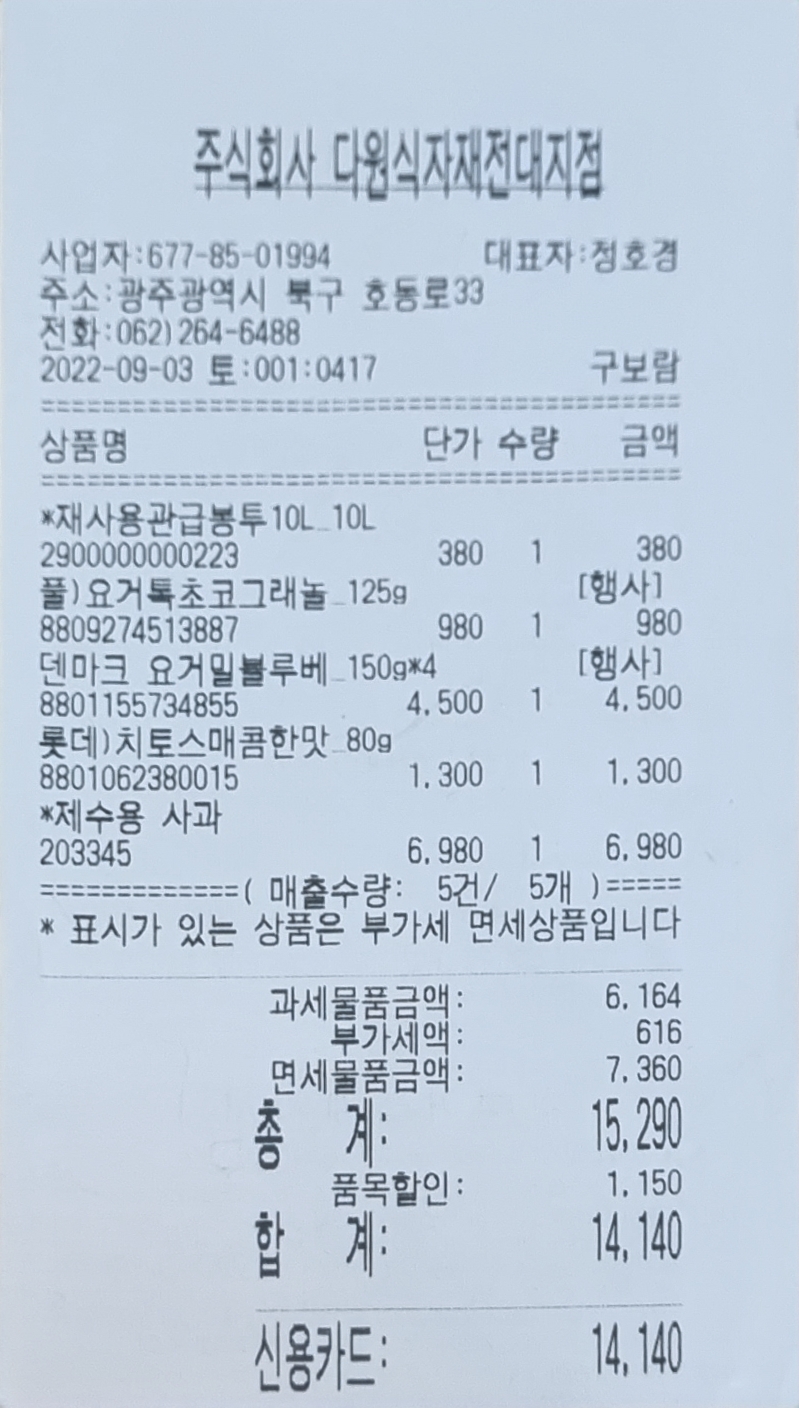 주식회사 다원식자재전대지점
사업자:677-85-01994 대표자:정호경
주소:광주광역시 북구 호동로33
전화:062)264-6488
2022-09-03 토:001:0417 구보람
=========================================
상품명 단가 수량 금액
=========================================
*재사용관급봉투10L_10L
2900000000223 380 1 380
풀)요거톡초코그래놀_125g [행사]
8809274513887 980 1 980
덴마크 요거밀블루베_150g*4 [행사]
8801155734855 4,500 1 4,500
롯데)치토스매콤한맛_80g
8801062380015 1,300 1 1,300
*제수용 사과
203345 6,980 1 6,980
=============( 매출수량: 5건/ 5개 )=====
* 표시가 있는 상품은 부가세 면세상품입니다
과세물품금액: 6,164
부가세액: 616
면세물품금액: 7,360
총 계: 15,290
품목할인: 1,150
합 계: 14,140
신용카드: 14,140